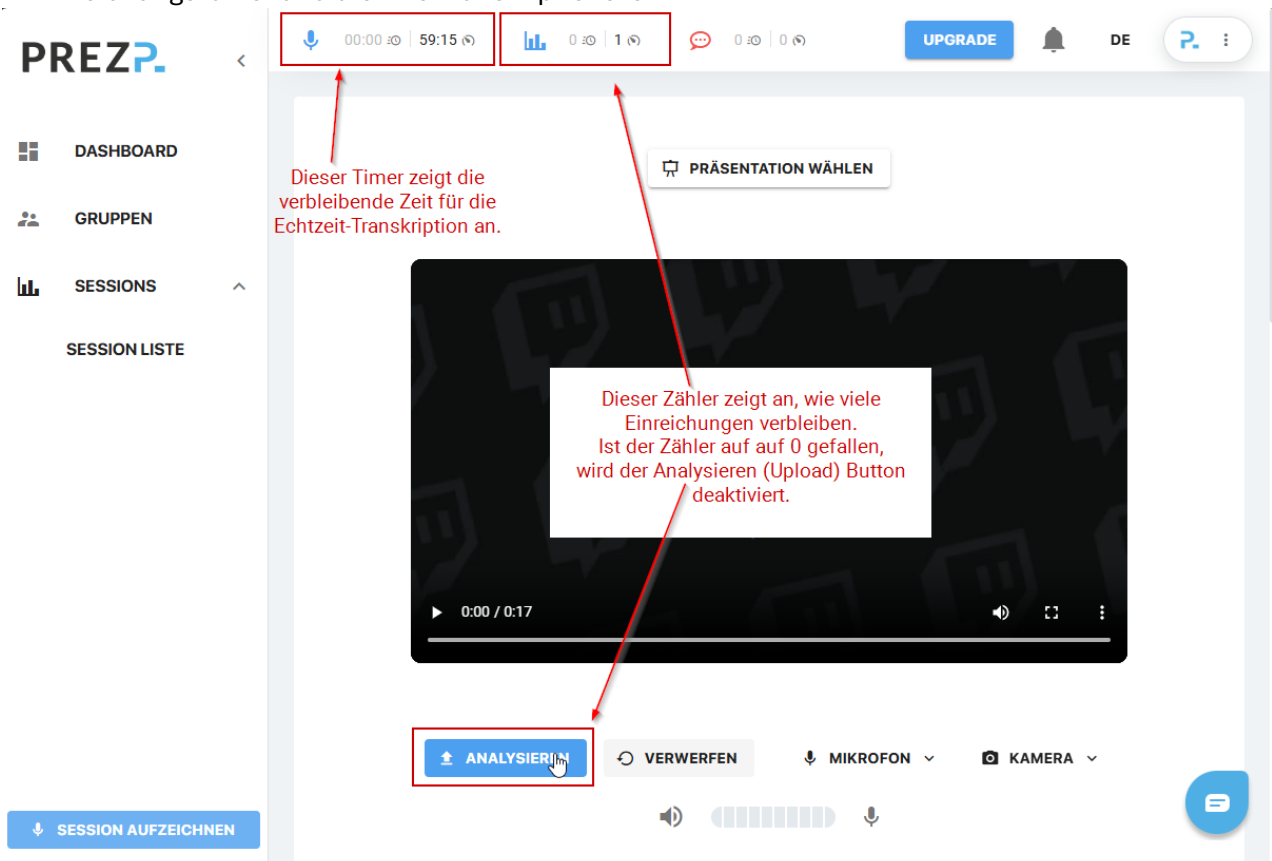 PREZP.
00:00 59:15 0 1 0 0 UPGRADE DE P.
DASHBOARD
GRUPPEN
SESSIONS
SESSION LISTE
SESSION AUFZEICHNEN
PRÄSENTATION WÄHLEN
Dieser Timer zeigt die
verbleibende Zeit für die
Echtzeit-Transkription an.
Dieser Zähler zeigt an, wie viele
Einreichungen verbleiben.
Ist der Zähler auf auf 0 gefallen,
wird der Analysieren (Upload) Button
deaktiviert.
0:00 / 0:17
ANALYSIEREN VERWERFEN MIKROFON KAMERA